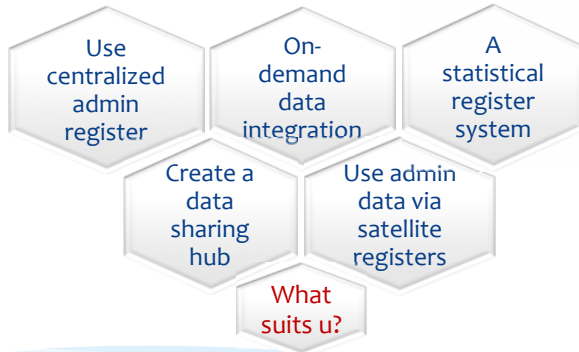 Use
centralized
admin
register
On-
demand
data
integration
A
statistical
register
system
Create a
data
sharing
hub
Use admin
data via
satellite
registers
What
suits u?